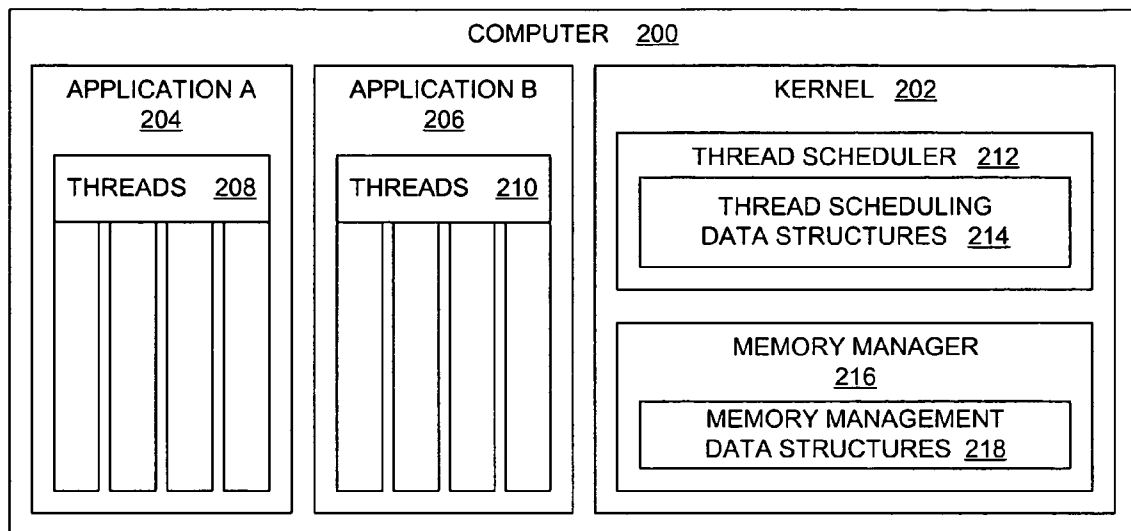 COMPUTER 200
APPLICATION A
204
THREADS 208
APPLICATION B
206
THREADS 210
KERNEL 202
THREAD SCHEDULER 212
THREAD SCHEDULING
DATA STRUCTURES 214
MEMORY MANAGER
216
MEMORY MANAGEMENT
DATA STRUCTURES 218